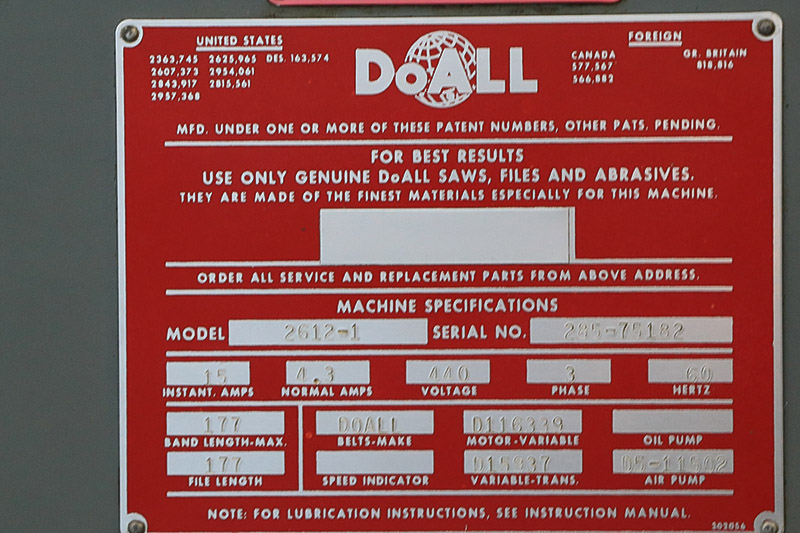 UNITED STATES
2363,745 2625,965 DES. 163,574
2607,373 2954,061
2843,917 2815,561
2957,368
DoALL
FOREIGN
CANADA
577,567
566,882
GR. BRITAIN
818,816
MFD. UNDER ONE OR MORE OF THESE PATENT NUMBERS, OTHER PATS. PENDING.
FOR BEST RESULTS
USE ONLY GENUINE DoALL SAWS, FILES AND ABRASIVES.
THEY ARE MADE OF THE FINEST MATERIALS ESPECIALLY FOR THIS MACHINE.
ORDER ALL SERVICE AND REPLACEMENT PARTS FROM ABOVE ADDRESS.
MACHINE SPECIFICATIONS
MODEL 2612-1 SERIAL NO. 285-75182
15 4.3 440 3 60
INSTANT. AMPS NORMAL AMPS VOLTAGE PHASE HERTZ
177 DOALL D116339
BAND LENGTH-MAX. BELTS-MAKE MOTOR-VARIABLE OIL PUMP
177 D15937 D5-11502
FILE LENGTH SPEED INDICATOR VARIABLE-TRANS. AIR PUMP
NOTE: FOR LUBRICATION INSTRUCTIONS, SEE INSTRUCTION MANUAL.
302056